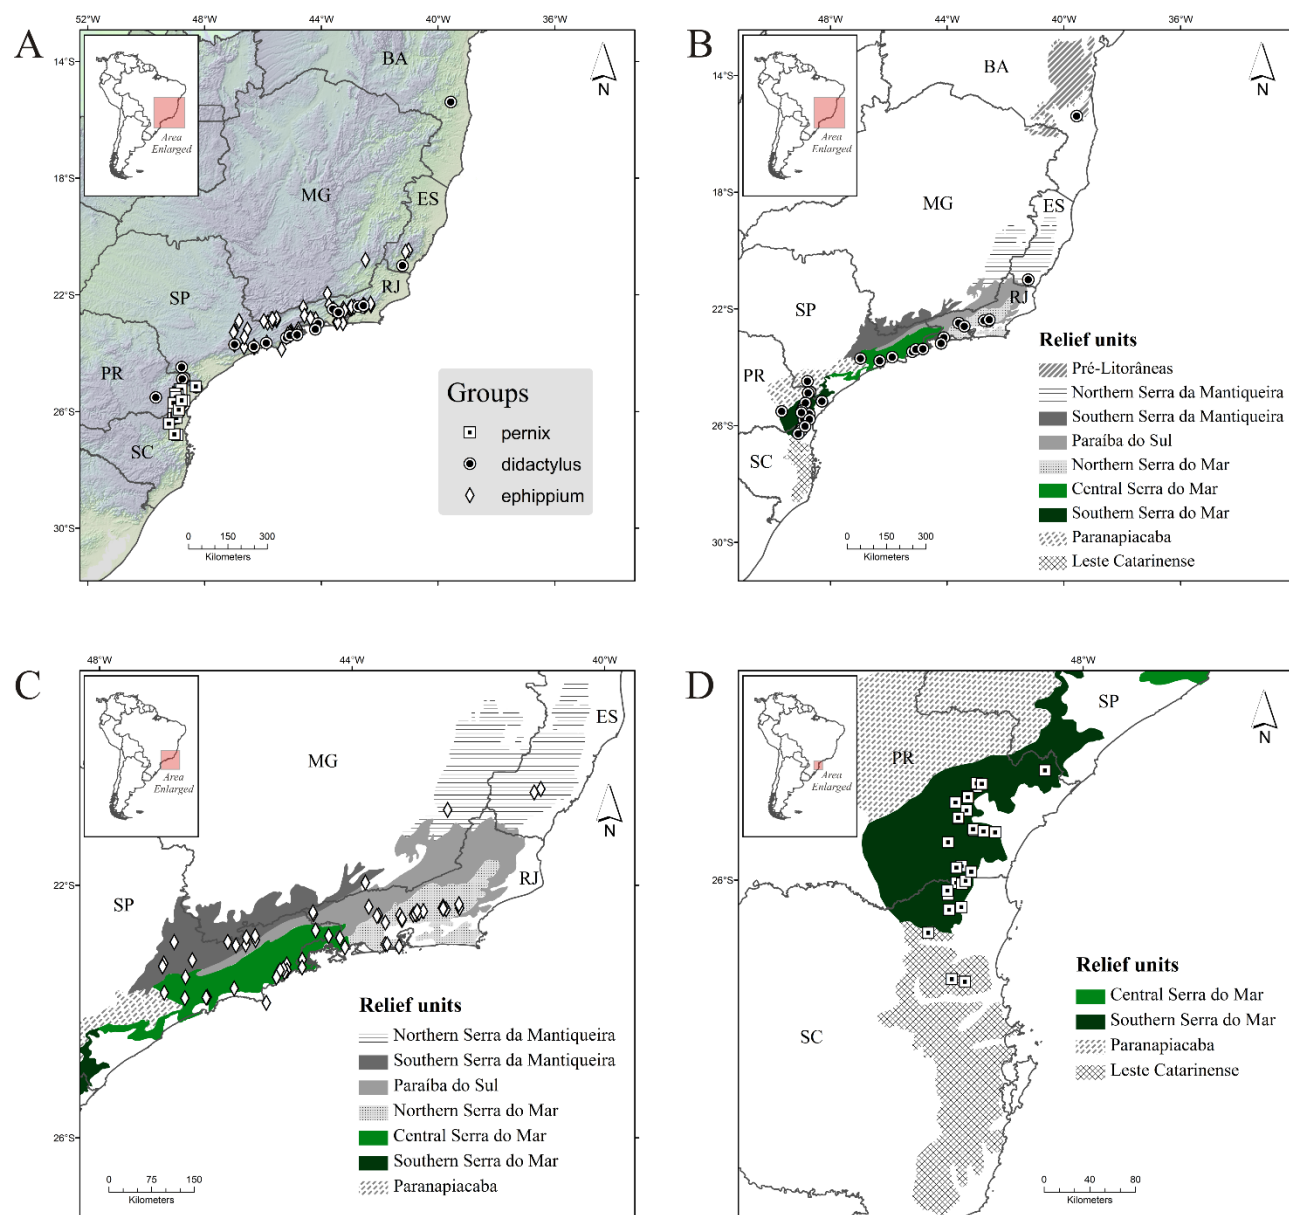 A
52°W
48°W
44°W
40°W
36°W
Area
Enlarged
BA
N
14°S
18°S
MG
ES
22°S
SP
RJ
PR
26°S
SC
30°S
Groups
pernix
didactylus
ephippium
0 150 300
Kilometers
52°W 48°W 44°W 40°W 36°W
B
48°W
44°W
40°W
36°W
Area
Enlarged
BA
N
14°S
18°S
MG
ES
22°S
SP
RJ
PR
26°S
SC
30°S
Relief units
Pré-Litorâneas
Northern Serra da Mantiqueira
Southern Serra da Mantiqueira
Paraíba do Sul
Northern Serra do Mar
Central Serra do Mar
Southern Serra do Mar
Paranapiacaba
Leste Catarinense
0 150 300
Kilometers
C
48°W
44°W
40°W
Area
Enlarged
ES
MG
N
22°S
SP
RJ
26°S
Relief units
Northern Serra da Mantiqueira
Southern Serra da Mantiqueira
Paraíba do Sul
Northern Serra do Mar
Central Serra do Mar
Southern Serra do Mar
Paranapiacaba
0 75 150
Kilometers
D
48°W
Area
Enlarged
SP
N
PR
26°S
SC
Relief units
Central Serra do Mar
Southern Serra do Mar
Paranapiacaba
Leste Catarinense
0 40 80
Kilometers